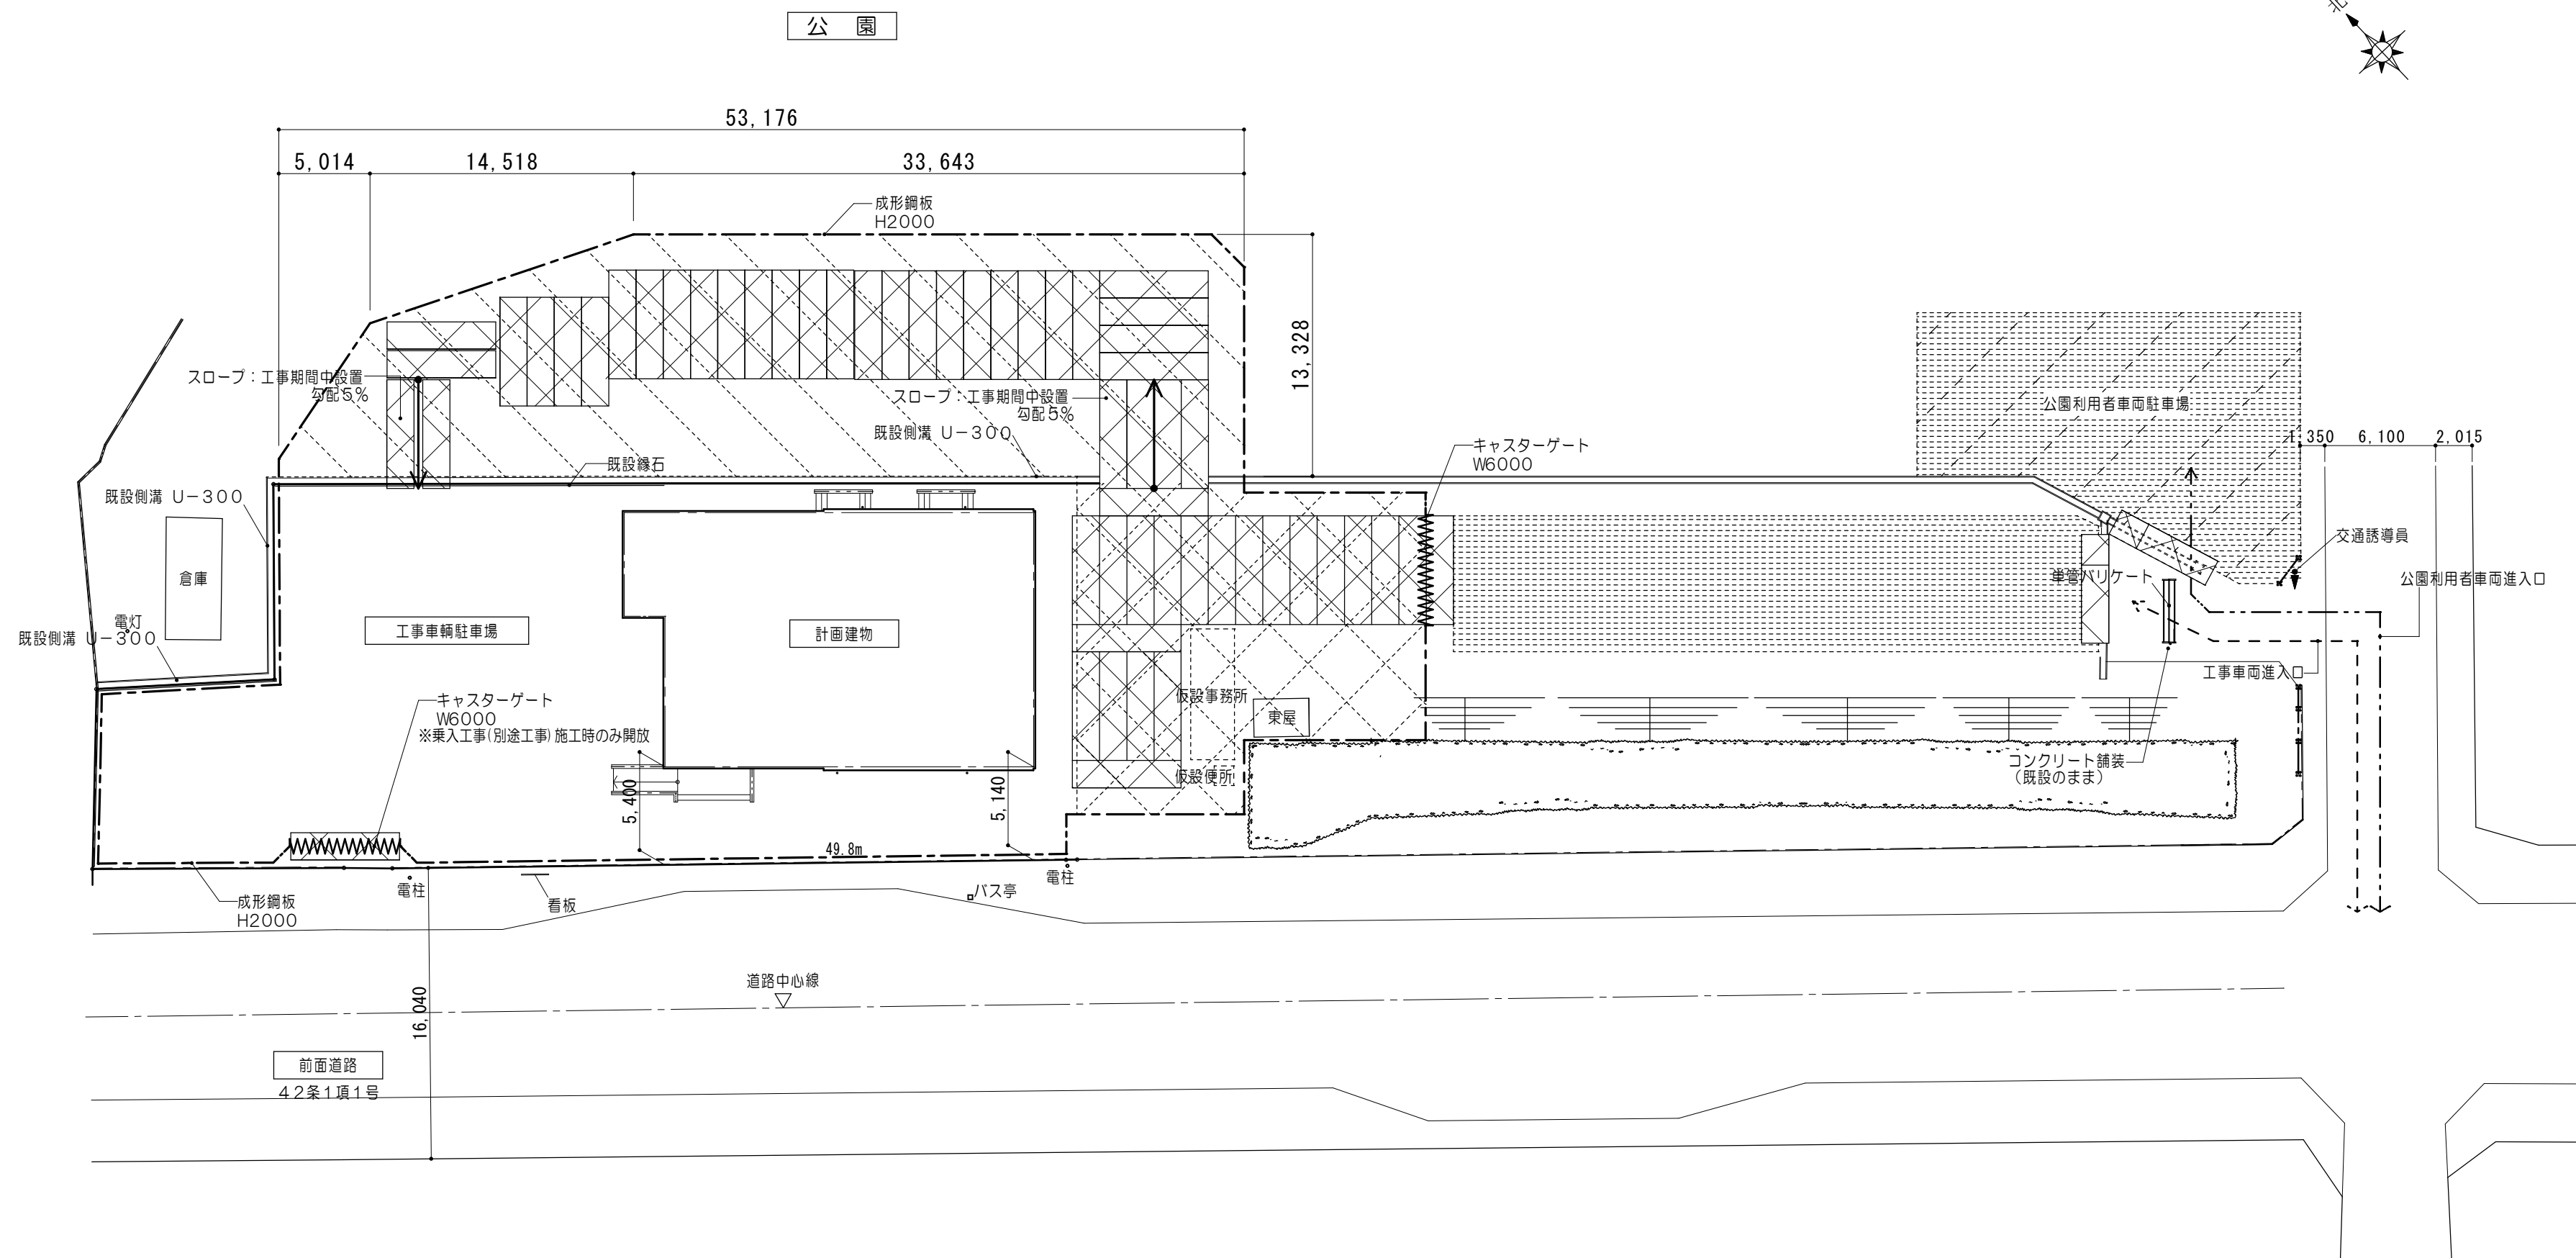 公　園
北
53,176
5,014
14,518
33,643
成形鋼板
H2000
13,328
スロープ：工事期間中設置
勾配5%
スロープ：工事期間中設置
勾配5%
既設側溝 U－300
既設縁石
キャスターゲート
W6000
公園利用者車両駐車場
1,350
6,100
2,015
既設側溝 U－300
倉庫
電灯
既設側溝 U－300
工事車輌駐車場
計画建物
交通誘導員
単管バリケート
公園利用者車両進入口
工事車両進入口
キャスターゲート
W6000
※乗入工事(別途工事)施工時のみ開放
仮設事務所
東屋
仮設便所
コンクリート舗装
（既設のまま）
5,400
5,140
49.8m
電柱
看板
バス亭
電柱
成形鋼板
H2000
道路中心線
16,040
前面道路
42条1項1号